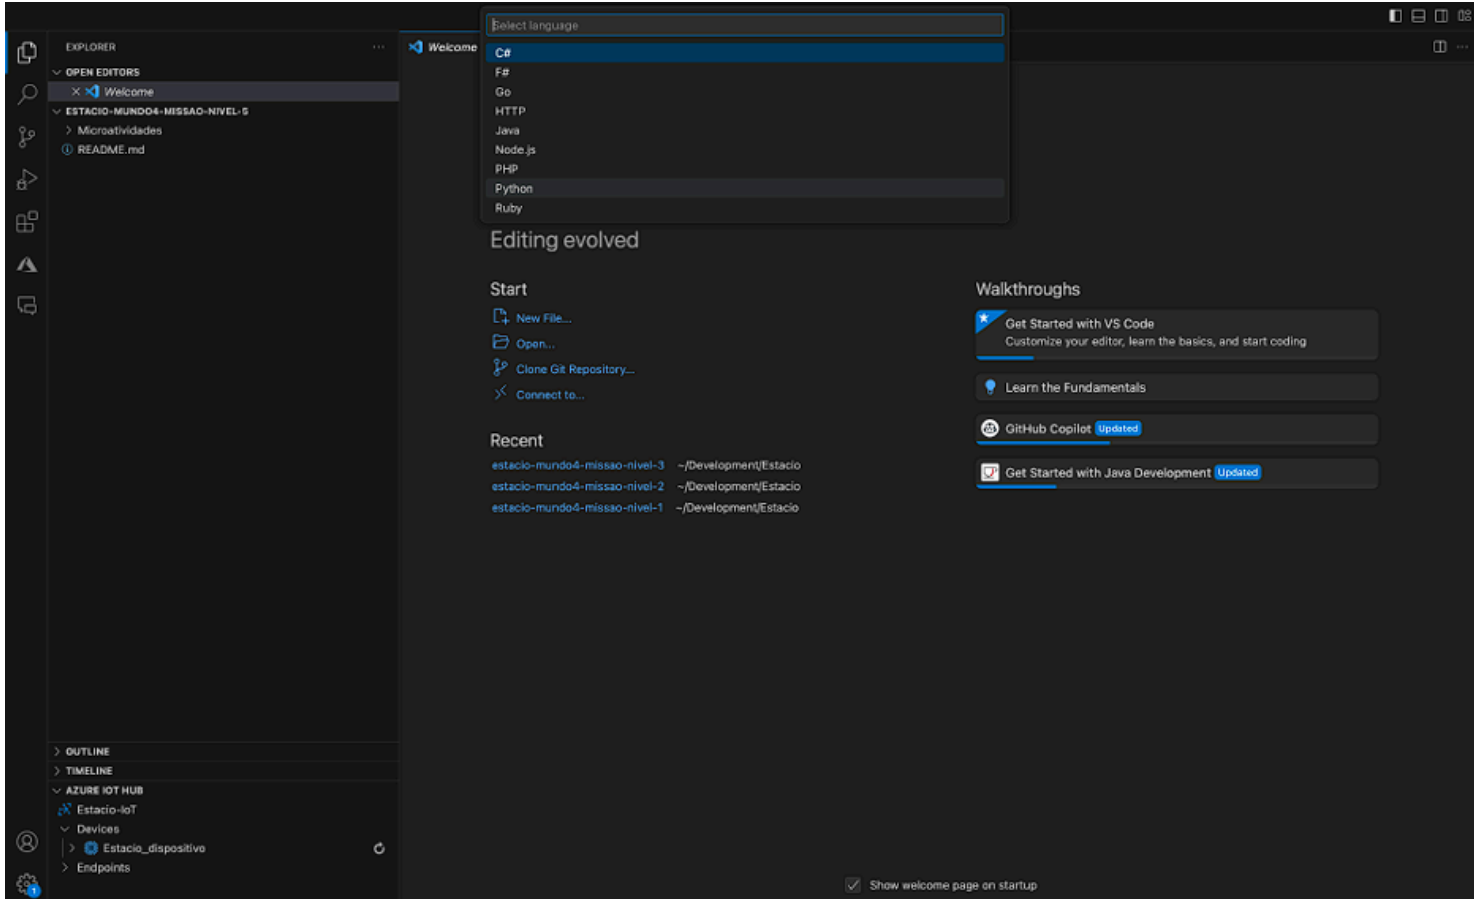 Select language
C#
F#
Go
HTTP
Java
Node.js
PHP
Python
Ruby
EXPLORER
OPEN EDITORS
Welcome
ESTACIO-MUNDO4-MISSAO-NIVEL-5
Microatividades
README.md
Welcome
Editing evolved
Start
New File...
Open...
Clone Git Repository...
Connect to...
Recent
estacio-mundo4-missao-nivel-3 ~/Development/Estacio
estacio-mundo4-missao-nivel-2 ~/Development/Estacio
estacio-mundo4-missao-nivel-1 ~/Development/Estacio
Walkthroughs
Get Started with VS Code
Customize your editor, learn the basics, and start coding
Learn the Fundamentals
GitHub Copilot Updated
Get Started with Java Development Updated
OUTLINE
TIMELINE
AZURE IOT HUB
Estacio-IoT
Devices
Estacio_dispositivo
Endpoints
1
Show welcome page on startup